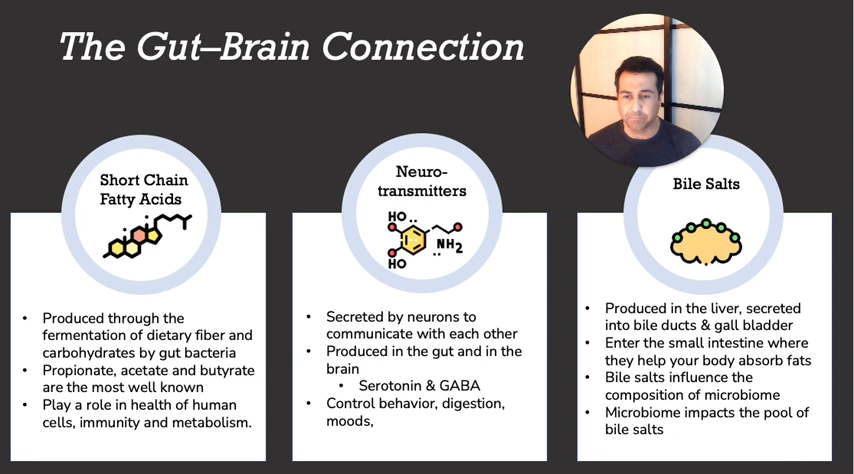 The Gut–Brain Connection
Short Chain
Fatty Acids
• Produced through the
fermentation of dietary fiber and
carbohydrates by gut bacteria
• Propionate, acetate and butyrate
are the most well known
• Play a role in health of human
cells, immunity and metabolism.
Neuro-
transmitters
HO
NH2
HO
• Secreted by neurons to
communicate with each other
• Produced in the gut and in the
brain
• Serotonin & GABA
• Control behavior, digestion,
moods,
Bile Salts
• Produced in the liver, secreted
into bile ducts & gall bladder
• Enter the small intestine where
they help your body absorb fats
• Bile salts influence the
composition of microbiome
• Microbiome impacts the pool of
bile salts